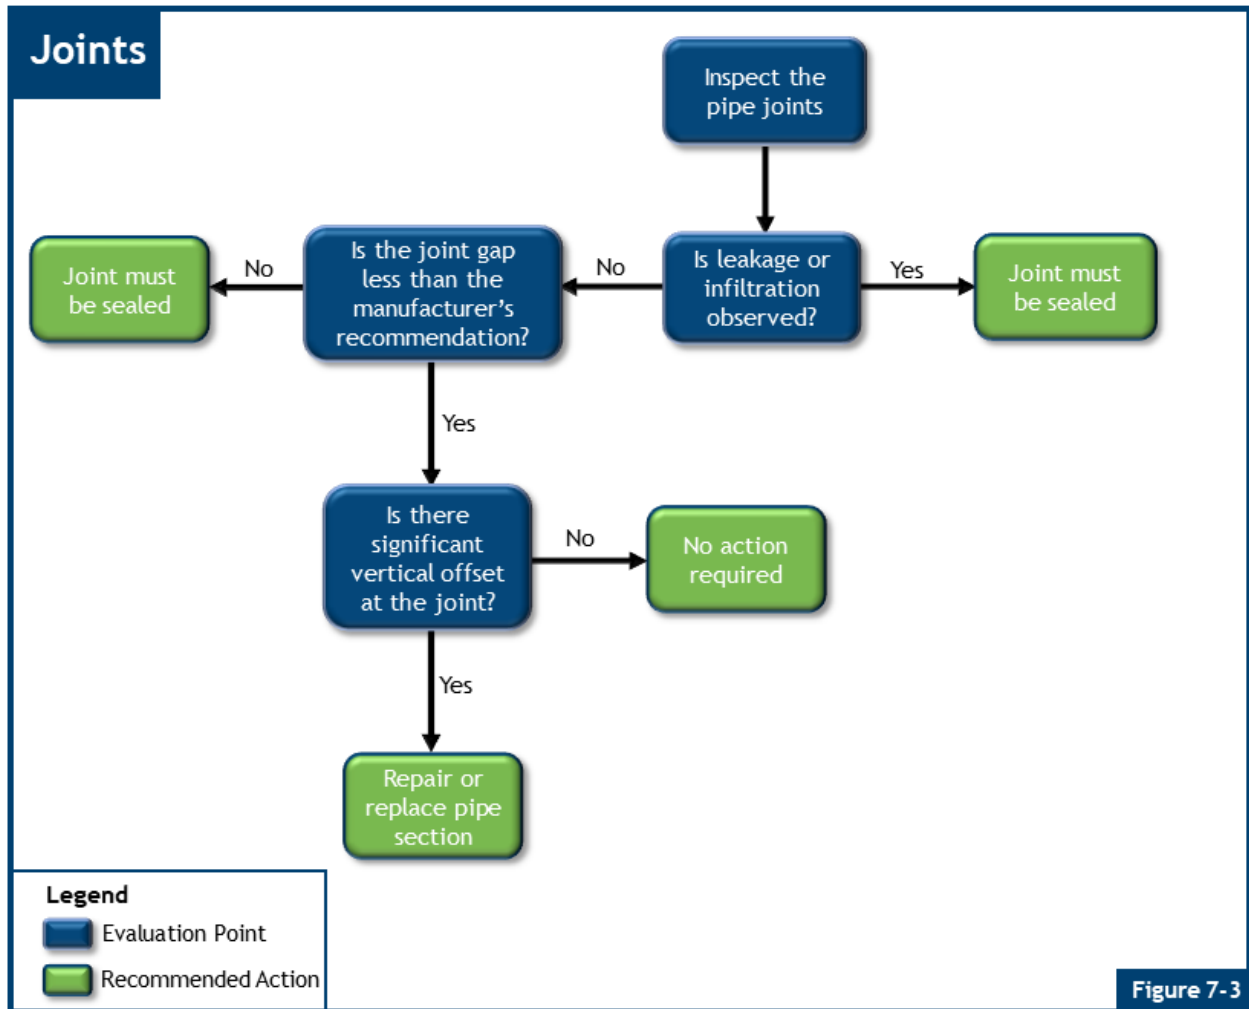 Joints
Inspect the
pipe joints
Is leakage or
infiltration
observed?
Yes
Joint must
be sealed
No
Is the joint gap
less than the
manufacturer’s
recommendation?
No
Joint must
be sealed
Yes
Is there
significant
vertical offset
at the joint?
No
No action
required
Yes
Repair or
replace pipe
section
Legend
Evaluation Point
Recommended Action
Figure 7-3